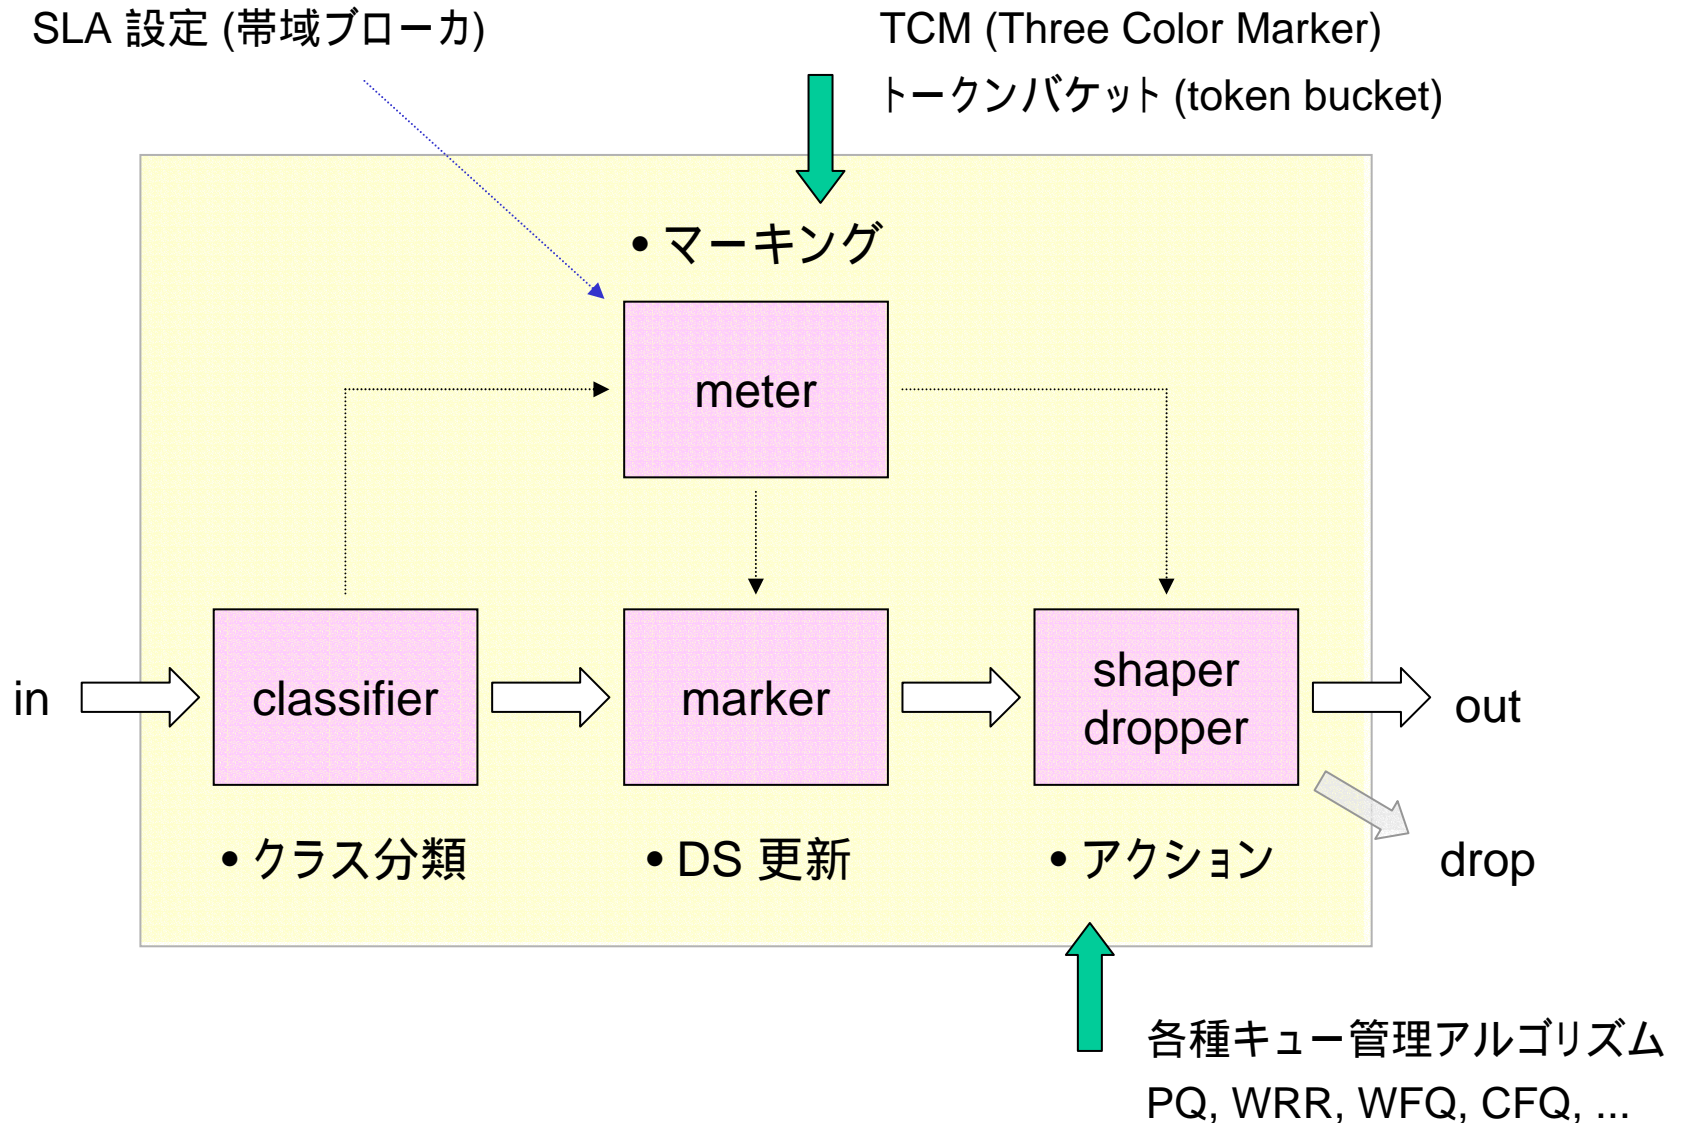 SLA 設定 (帯域ブローカ)
TCM (Three Color Marker)
トークンバケット (token bucket)
• マーキング
meter
in
classifier
marker
shaper
dropper
out
• クラス分類
• DS 更新
• アクション
drop
各種キュー管理アルゴリズム
PQ, WRR, WFQ, CFQ, ...